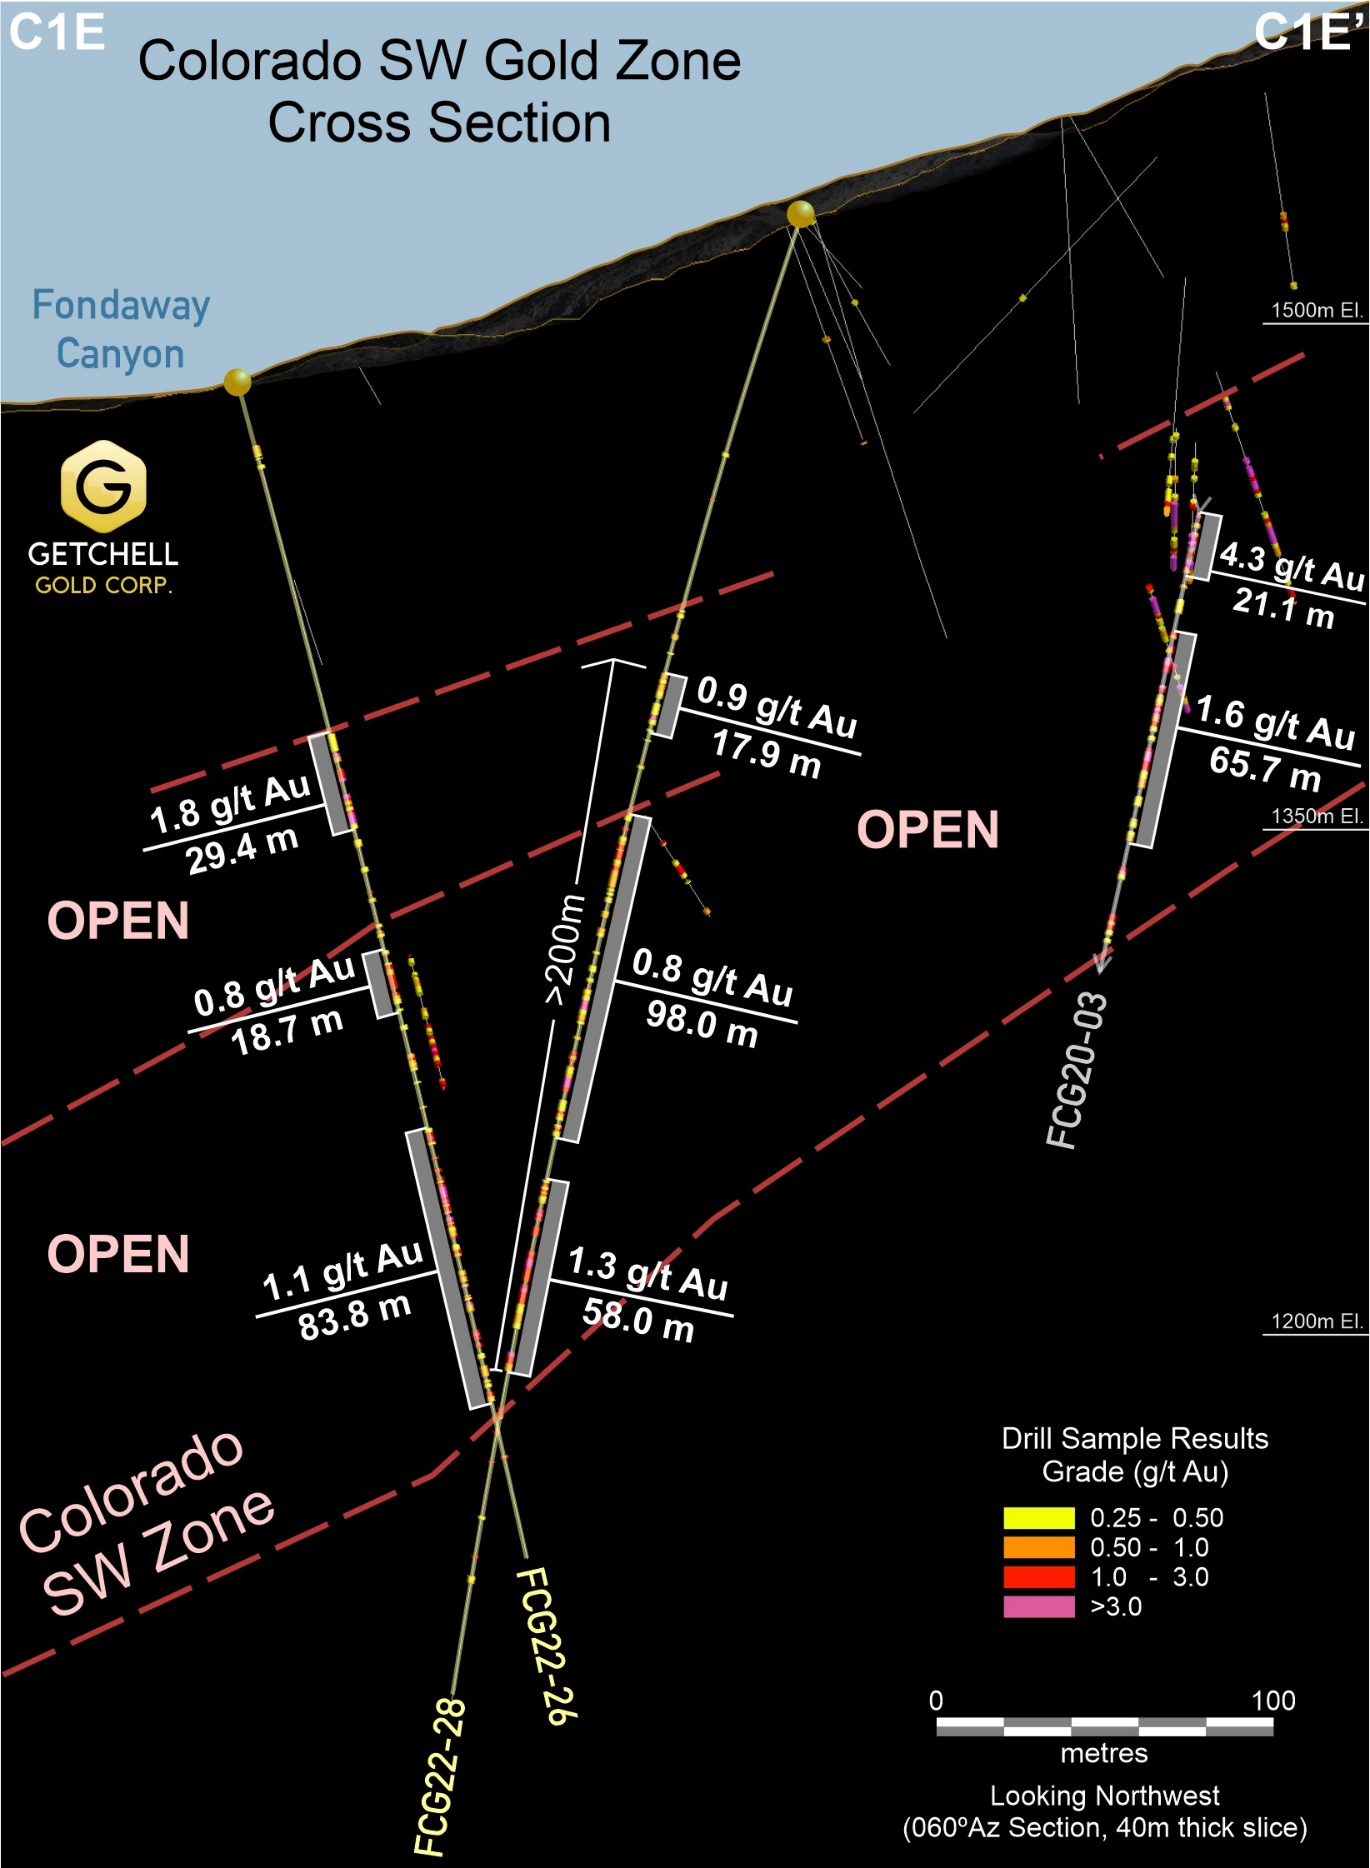 C1E
C1E’
Colorado SW Gold Zone
Cross Section
Fondaway
Canyon
1500m El.
G
GETCHELL
GOLD CORP.
4.3 g/t Au
21.1 m
0.9 g/t Au
17.9 m
1.6 g/t Au
65.7 m
1.8 g/t Au
29.4 m
OPEN
1350m El.
OPEN
>200m
0.8 g/t Au
18.7 m
0.8 g/t Au
98.0 m
FCG20-03
OPEN
1.1 g/t Au
83.8 m
1.3 g/t Au
58.0 m
1200m El.
Colorado
SW Zone
FCG22-26
FCG22-28
Drill Sample Results
Grade (g/t Au)
0.25 - 0.50
0.50 - 1.0
1.0 - 3.0
>3.0
0 100
metres
Looking Northwest
(060ºAz Section, 40m thick slice)